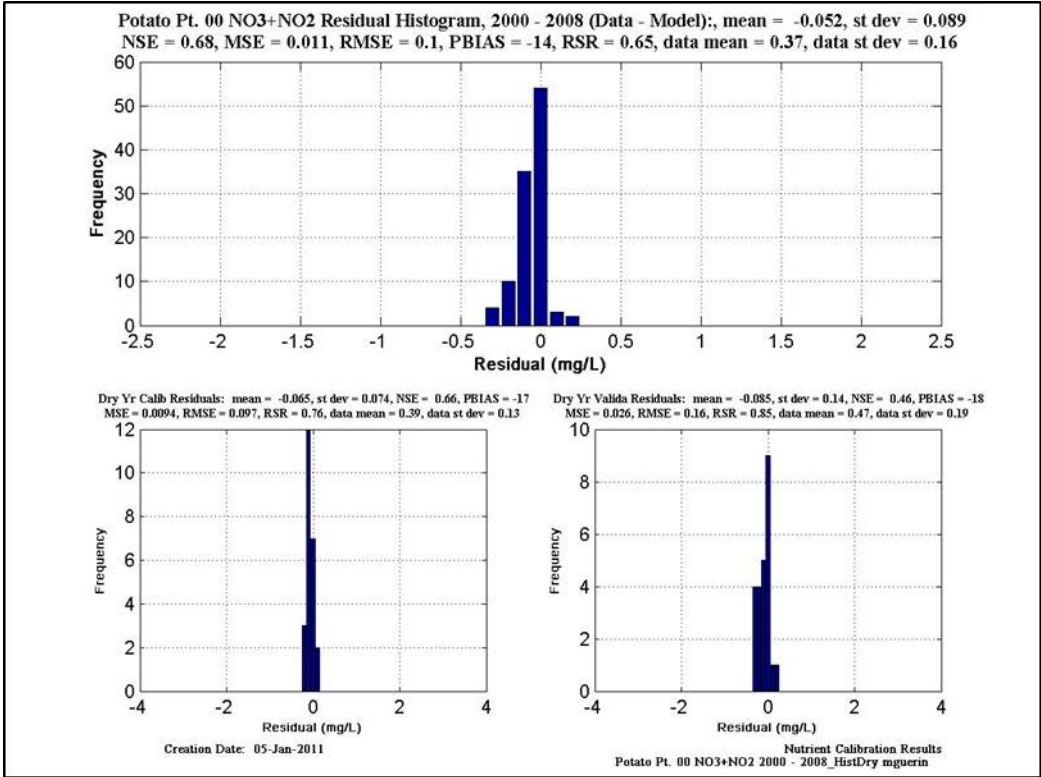 Potato Pt. 00 NO3+NO2 Residual Histogram, 2000 - 2008 (Data - Model):, mean = -0.052, st dev = 0.089
NSE = 0.68, MSE = 0.011, RMSE = 0.1, PBIAS = -14, RSR = 0.65, data mean = 0.37, data st dev = 0.16
60
50
40
30
20
10
0
Frequency
-2.5 -2 -1.5 -1 -0.5 0 0.5 1 1.5 2 2.5
Residual (mg/L)
Dry Yr Calib Residuals: mean = -0.065, st dev = 0.074, NSE = 0.66, PBIAS = -17
MSE = 0.0094, RMSE = 0.097, RSR = 0.76, data mean = 0.39, data st dev = 0.13
12
10
8
6
4
2
0
Frequency
-4 -2 0 2 4
Residual (mg/L)
Creation Date: 05-Jan-2011
Dry Yr Valida Residuals: mean = -0.085, st dev = 0.14, NSE = 0.46, PBIAS = -18
MSE = 0.026, RMSE = 0.16, RSR = 0.85, data mean = 0.47, data st dev = 0.19
10
8
6
4
2
0
Frequency
-4 -2 0 2 4
Residual (mg/L)
Nutrient Calibration Results
Potato Pt. 00 NO3+NO2 2000 - 2008_HistDry mguerin